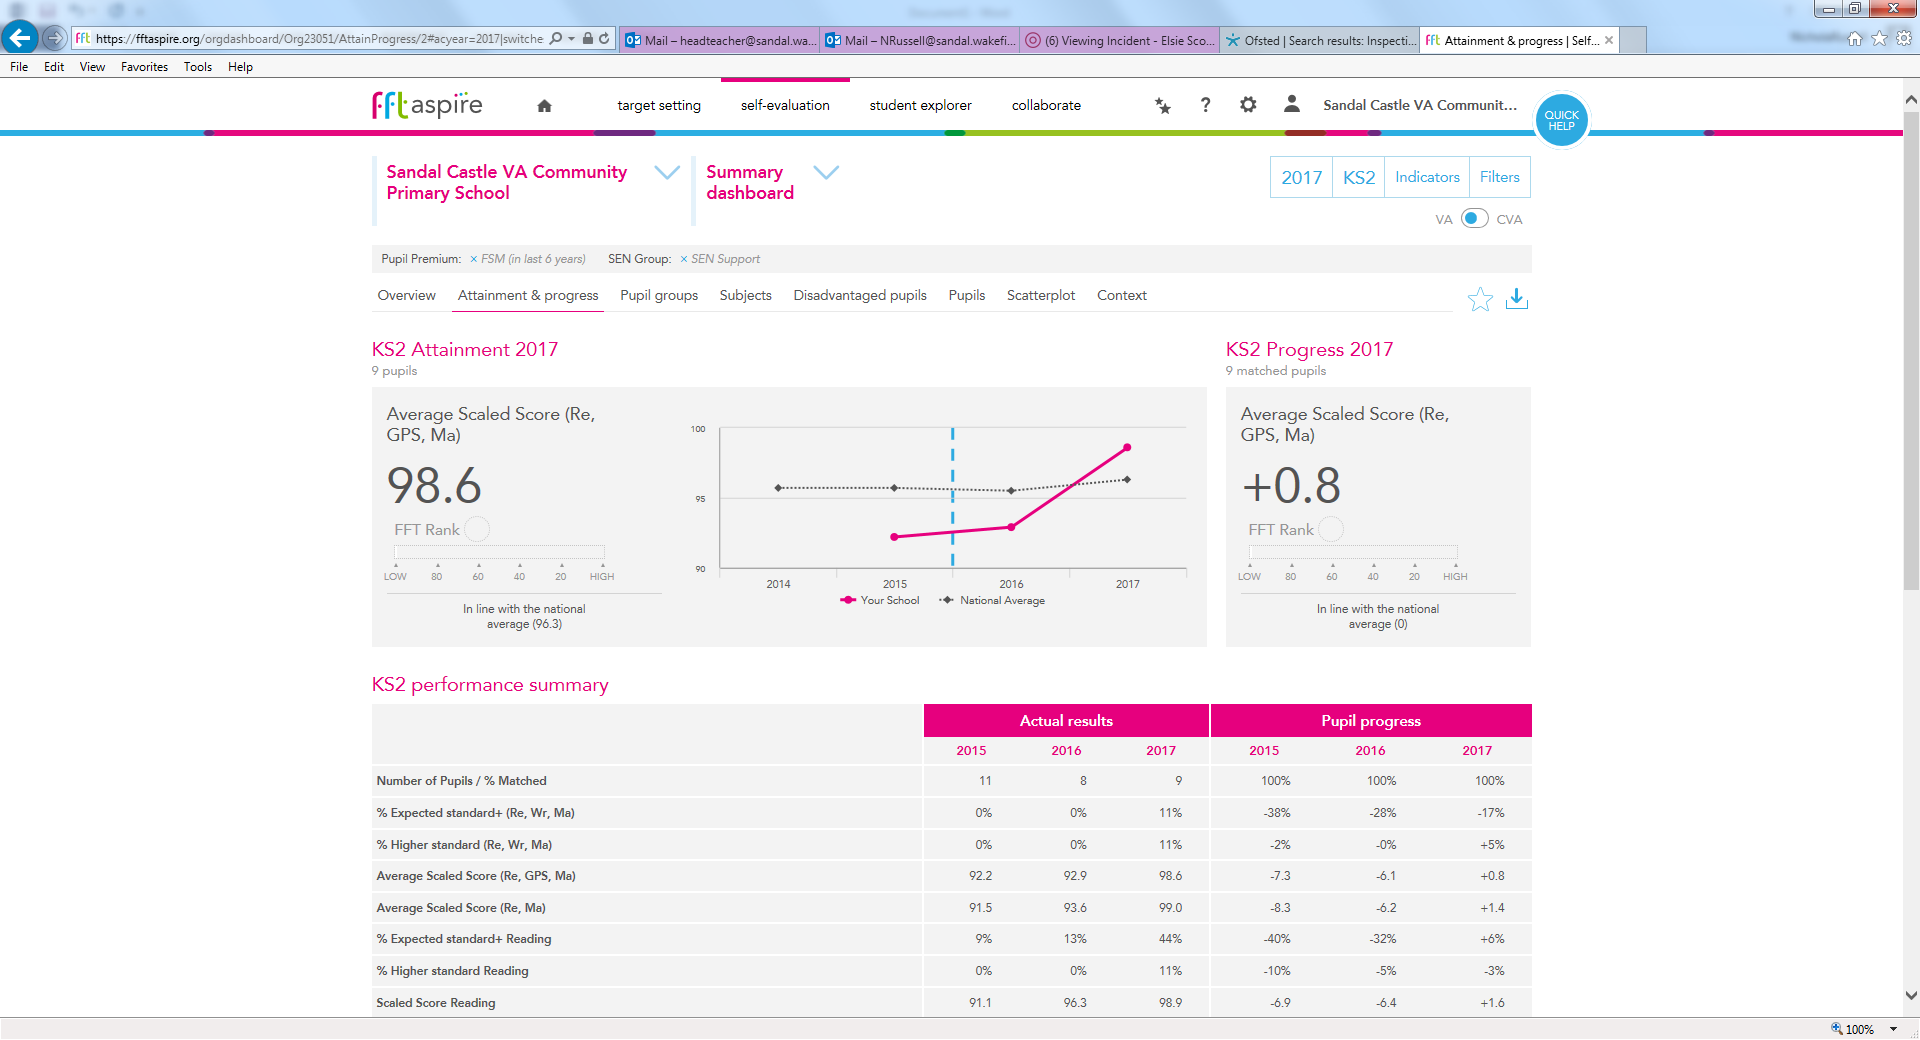 https://fftaspire.org/orgdashboard/Org23051/AttainProgress/2#acyear=2017|switche
Mail – headteacher@sandal.wa...
Mail – NRussell@sandal.wakefi...
(6) Viewing Incident - Elsie Sco...
Ofsted | Search results: Inspecti...
fft Attainment & progress | Self...
File Edit View Favorites Tools Help
fft aspire
target setting self-evaluation student explorer collaborate
? Sandal Castle VA Communit...
QUICK
HELP
Sandal Castle VA Community
Primary School
Summary
dashboard
2017 KS2 Indicators Filters
VA CVA
Pupil Premium: × FSM (in last 6 years) SEN Group: × SEN Support
Overview Attainment & progress Pupil groups Subjects Disadvantaged pupils Pupils Scatterplot Context
KS2 Attainment 2017
9 pupils
Average Scaled Score (Re,
GPS, Ma)
98.6
FFT Rank
LOW 80 60 40 20 HIGH
In line with the national
average (96.3)
100
95
90
2014 2015 2016 2017
Your School National Average
KS2 Progress 2017
9 matched pupils
Average Scaled Score (Re,
GPS, Ma)
+0.8
FFT Rank
LOW 80 60 40 20 HIGH
In line with the national
average (0)
KS2 performance summary
Actual results Pupil progress
2015 2016 2017 2015 2016 2017
Number of Pupils / % Matched 11 8 9 100% 100% 100%
% Expected standard+ (Re, Wr, Ma) 0% 0% 11% -38% -28% -17%
% Higher standard (Re, Wr, Ma) 0% 0% 11% -2% -0% +5%
Average Scaled Score (Re, GPS, Ma) 92.2 92.9 98.6 -7.3 -6.1 +0.8
Average Scaled Score (Re, Ma) 91.5 93.6 99.0 -8.3 -6.2 +1.4
% Expected standard+ Reading 9% 13% 44% -40% -32% +6%
% Higher standard Reading 0% 0% 11% -10% -5% -3%
Scaled Score Reading 91.1 96.3 98.9 -6.9 -6.4 +1.6
100%